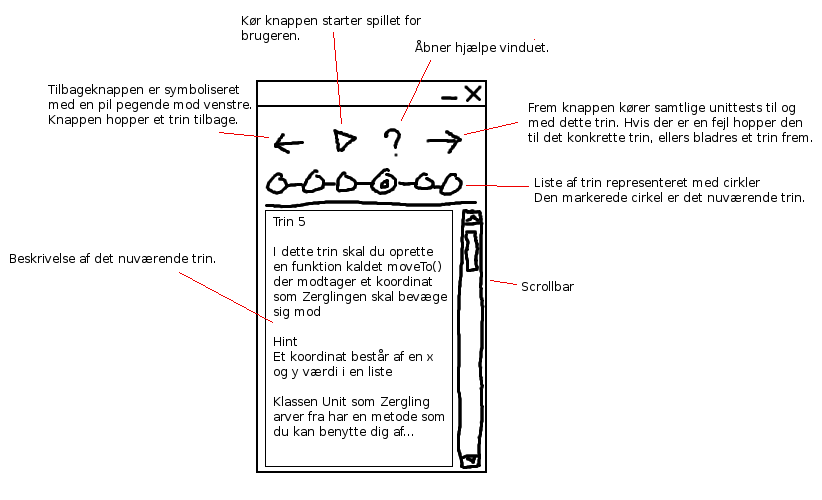 Kør knappen starter spillet for
brugeren.
Åbner hjælpe vinduet.
Tilbageknappen er symboliseret
med en pil pegende mod venstre.
Knappen hopper et trin tilbage.
Frem knappen kører samtlige unittests til og
med dette trin. Hvis der er en fejl hopper den
til det konkrette trin, ellers bladres et trin frem.
?
Liste af trin representeret med cirkler
Den markerede cirkel er det nuværende trin.
Beskrivelse af det nuværende trin.
Trin 5
I dette trin skal du oprette
en funktion kaldet moveTo()
der modtager et koordinat
som Zerglingen skal bevæge
sig mod
Hint
Et koordinat består af en x
og y værdi i en liste
Klassen Unit som Zergling
arver fra har en metode som
du kan benytte dig af...
Scrollbar